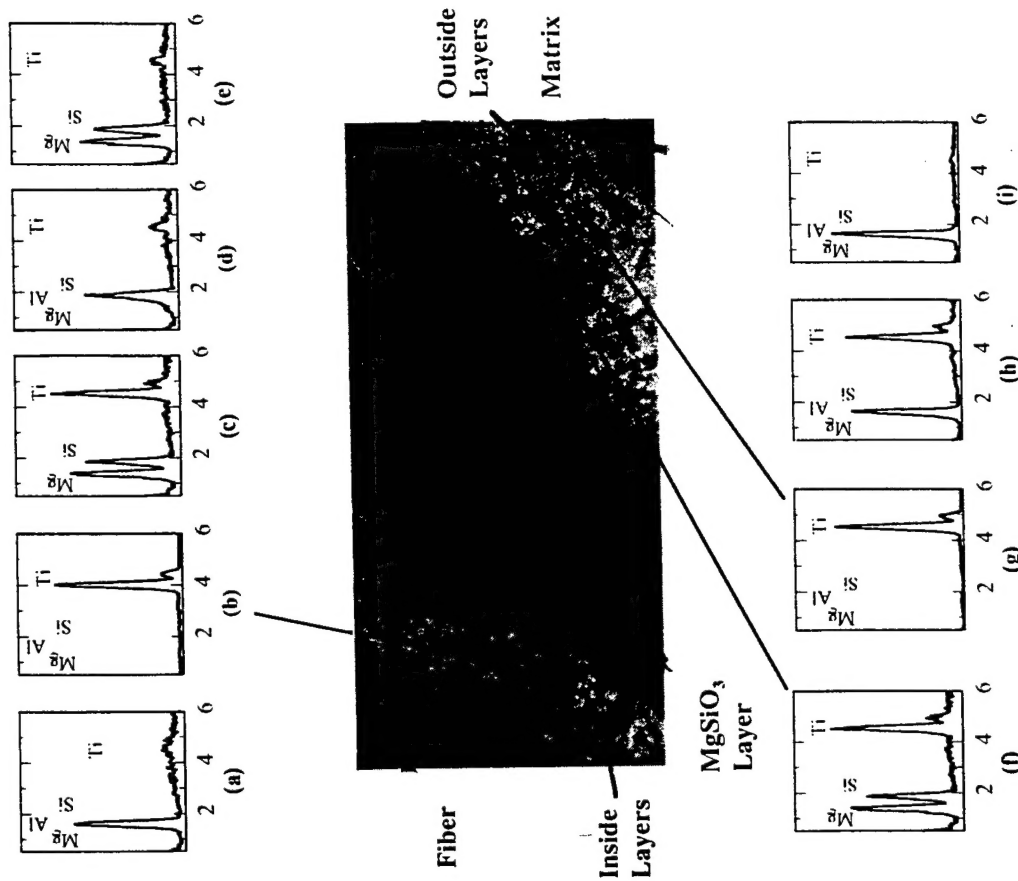 Mg
Al
Si
Ti
2 4 6
(a)
Mg
Al
Si
Ti
2 4 6
(b)
Mg
Si
Ti
2 4 6
(c)
Mg
Al
Si
Ti
2 4 6
(d)
Mg
Si
Ti
2 4 6
(e)
Fiber
Inside
Layers
MgSiO3
Layer
Outside
Layers
Matrix
Mg
Si
Ti
2 4 6
(f)
Mg
Al
Si
Ti
2 4 6
(g)
Mg
Al
Si
Ti
2 4 6
(h)
Mg
Al
Si
Ti
2 4 6
(i)